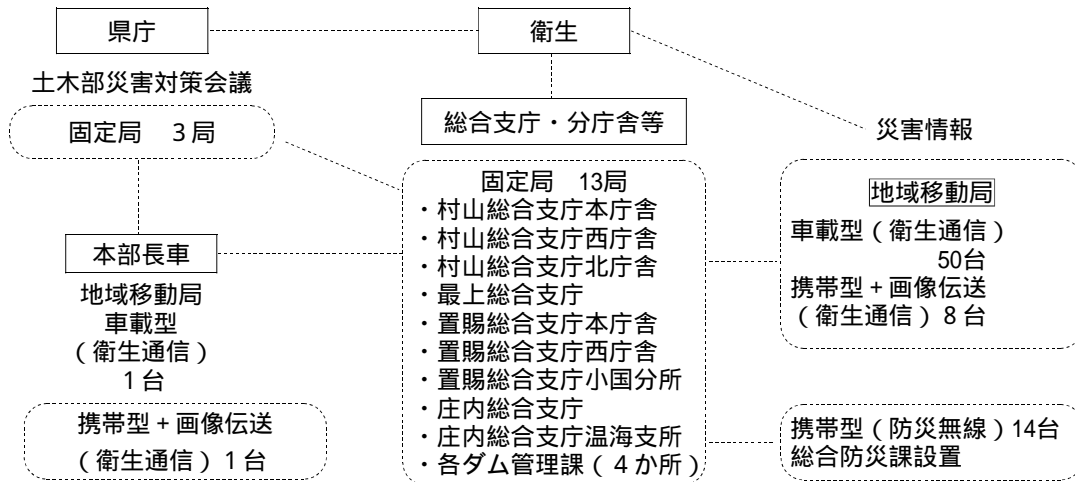 県庁
衛生
土木部災害対策会議
固定局　３局
総合支庁・分庁舎等
災害情報
固定局　13局
・村山総合支庁本庁舎
・村山総合支庁西庁舎
・村山総合支庁北庁舎
・最上総合支庁
・置賜総合支庁本庁舎
・置賜総合支庁西庁舎
・置賜総合支庁小国分所
・庄内総合支庁
・庄内総合支庁温海支所
・各ダム管理課（４か所）
本部長車
地域移動局
車載型
（衛生通信）
１台
携帯型＋画像伝送
（衛生通信）１台
地域移動局
車載型（衛生通信）
50台
携帯型＋画像伝送
（衛生通信）８台
携帯型（防災無線）14台
総合防災課設置